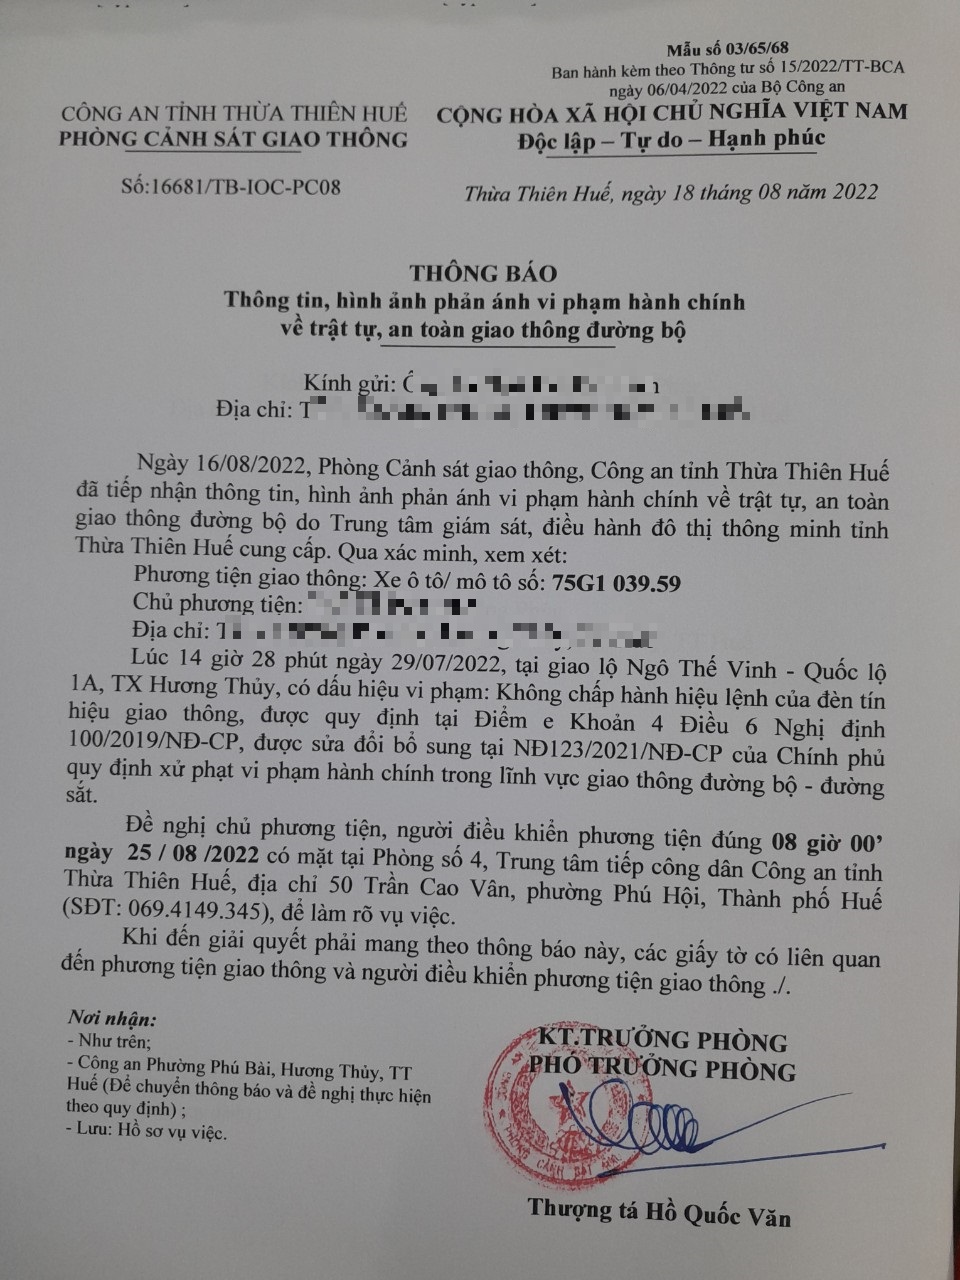 Mẫu số 03/65/68
Ban hành kèm theo Thông tư số 15/2022/TT-BCA
ngày 06/04/2022 của Bộ Công an
CÔNG AN TỈNH THỪA THIÊN HUẾ
PHÒNG CẢNH SÁT GIAO THÔNG
CỘNG HÒA XÃ HỘI CHỦ NGHĨA VIỆT NAM
Độc lập – Tự do – Hạnh phúc
Số:16681/TB-IOC-PC08
Thừa Thiên Huế, ngày 18 tháng 08 năm 2022
THÔNG BÁO
Thông tin, hình ảnh phản ánh vi phạm hành chính
về trật tự, an toàn giao thông đường bộ
Kính gửi:
Địa chỉ:
Ngày 16/08/2022, Phòng Cảnh sát giao thông, Công an tỉnh Thừa Thiên Huế
đã tiếp nhận thông tin, hình ảnh phản ánh vi phạm hành chính về trật tự, an toàn
giao thông đường bộ do Trung tâm giám sát, điều hành đô thị thông minh tỉnh
Thừa Thiên Huế cung cấp. Qua xác minh, xem xét:
Phương tiện giao thông: Xe ô tô/ mô tô số: 75G1 039.59
Chủ phương tiện:
Địa chỉ:
Lúc 14 giờ 28 phút ngày 29/07/2022, tại giao lộ Ngô Thế Vinh - Quốc lộ
1A, TX Hương Thủy, có dấu hiệu vi phạm: Không chấp hành hiệu lệnh của đèn tín
hiệu giao thông, được quy định tại Điểm e Khoản 4 Điều 6 Nghị định
100/2019/NĐ-CP, được sửa đổi bổ sung tại NĐ123/2021/NĐ-CP của Chính phủ
quy định xử phạt vi phạm hành chính trong lĩnh vực giao thông đường bộ - đường
sắt.
Đề nghị chủ phương tiện, người điều khiển phương tiện đúng 08 giờ 00’
ngày 25 / 08 /2022 có mặt tại Phòng số 4, Trung tâm tiếp công dân Công an tỉnh
Thừa Thiên Huế, địa chỉ 50 Trần Cao Vân, phường Phú Hội, Thành phố Huế
(SĐT: 069.4149.345), để làm rõ vụ việc.
Khi đến giải quyết phải mang theo thông báo này, các giấy tờ có liên quan
đến phương tiện giao thông và người điều khiển phương tiện giao thông ./.
Nơi nhận:
- Như trên;
- Công an Phường Phú Bài, Hương Thủy, TT
Huế (Để chuyển thông báo và đề nghị thực hiện
theo quy định) ;
- Lưu: Hồ sơ vụ việc.
KT.TRƯỞNG PHÒNG
PHÓ TRƯỞNG PHÒNG
Thượng tá Hồ Quốc Văn